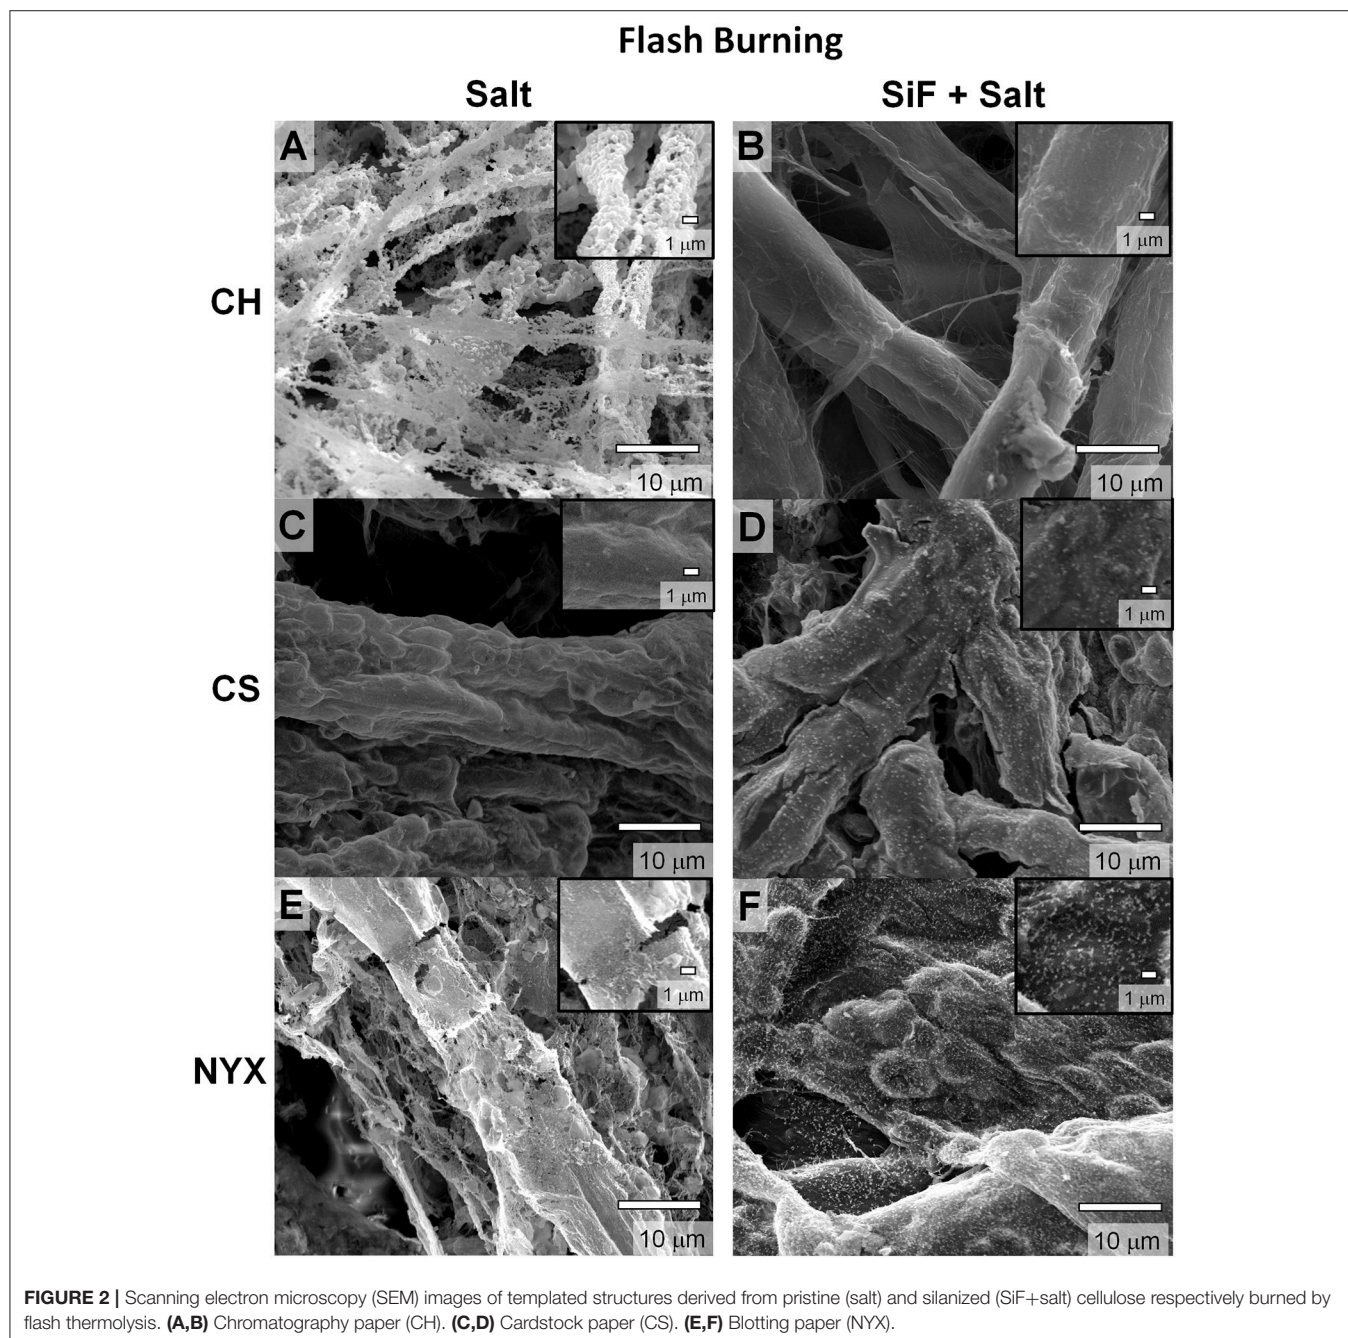 Flash Burning
Salt
SiF + Salt
A
1 μm
10 μm
B
1 μm
10 μm
CH
C
1 μm
10 μm
D
1 μm
10 μm
CS
E
1 μm
10 μm
F
1 μm
10 μm
NYX
FIGURE 2 | Scanning electron microscopy (SEM) images of templated structures derived from pristine (salt) and silanized (SiF+salt) cellulose respectively burned by
flash thermolysis. (A,B) Chromatography paper (CH). (C,D) Cardstock paper (CS). (E,F) Blotting paper (NYX).